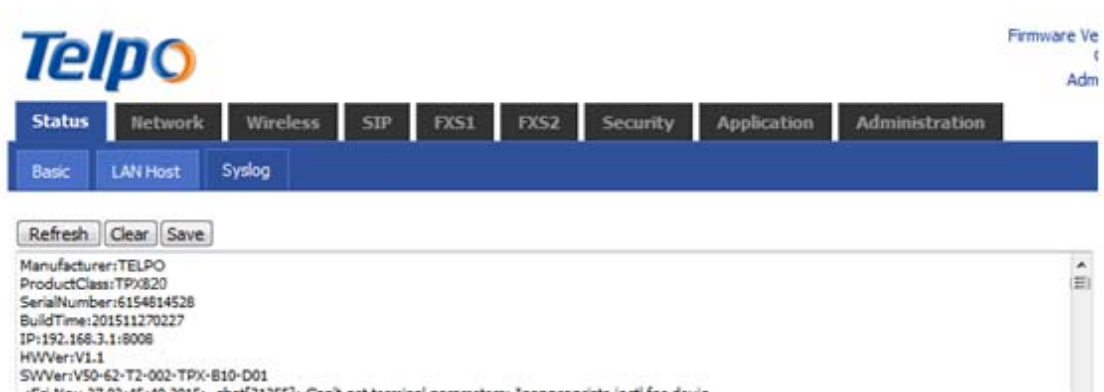 Telpo
Firmware Ve
Adm
Status Network Wireless SIP FXS1 FXS2 Security Application Administration
Basic LAN Host Syslog
Refresh Clear Save
Manufacturer:TELPO
ProductClass:TPX820
SerialNumber:6154814528
BuildTime:201511270227
IP:192.168.3.1:8008
HWVer:V1.1
SWVer:V50-62-T2-002-TPX-B10-D01